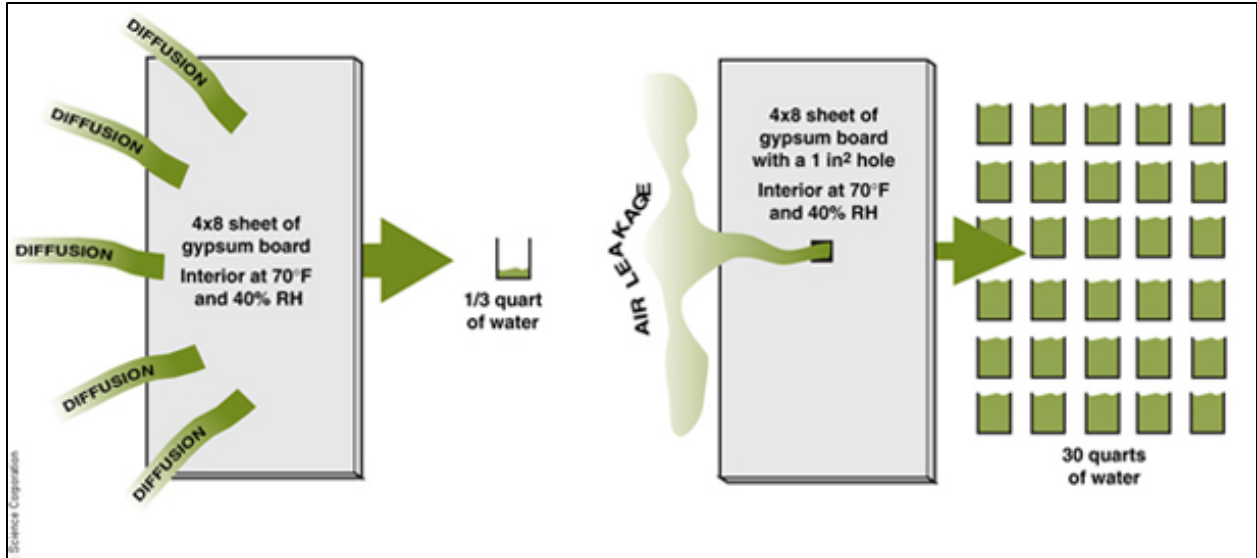 DIFFUSION
DIFFUSION
DIFFUSION
DIFFUSION
DIFFUSION
4x8 sheet of
gypsum board
Interior at 70°F
and 40% RH
1/3 quart
of water
AIR LEAKAGE
4x8 sheet of
gypsum board
with a 1 in² hole
Interior at 70°F
and 40% RH
30 quarts
of water
Science Corporation